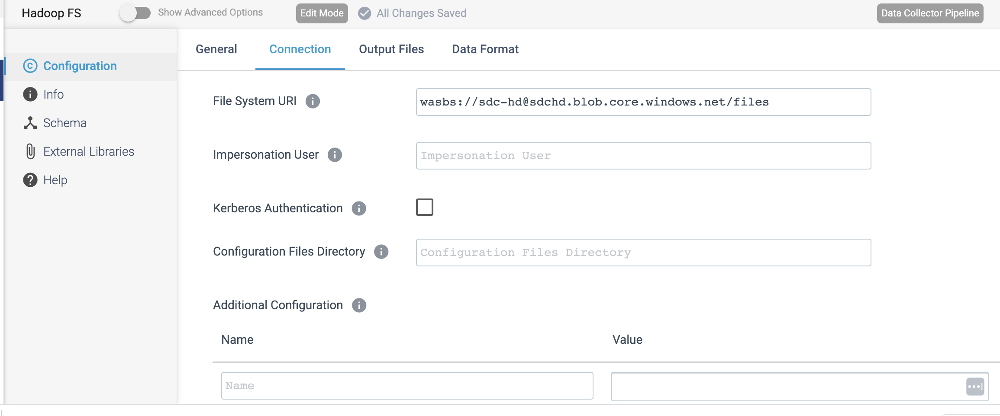 Hadoop FS
Show Advanced Options
Edit Mode
All Changes Saved
Data Collector Pipeline
Configuration
Info
Schema
External Libraries
Help
General
Connection
Output Files
Data Format
File System URI
wasbs://sdc-hd@sdchd.blob.core.windows.net/files
Impersonation User
Impersonation User
Kerberos Authentication
Configuration Files Directory
Configuration Files Directory
Additional Configuration
Name
Value
Name